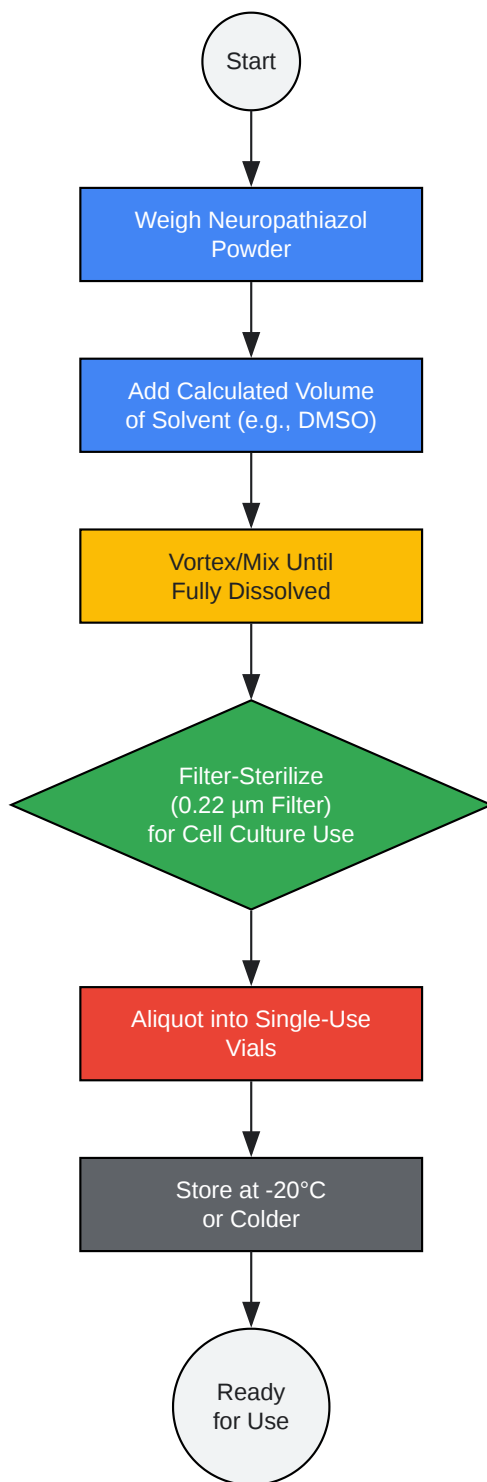 Start
Weigh Neuropathiazol
Powder
Add Calculated Volume
of Solvent (e.g., DMSO)
Vortex/Mix Until
Fully Dissolved
Filter-Sterilize
(0.22 µm Filter)
for Cell Culture Use
Aliquot into Single-Use
Vials
Store at -20°C
or Colder
Ready
for Use